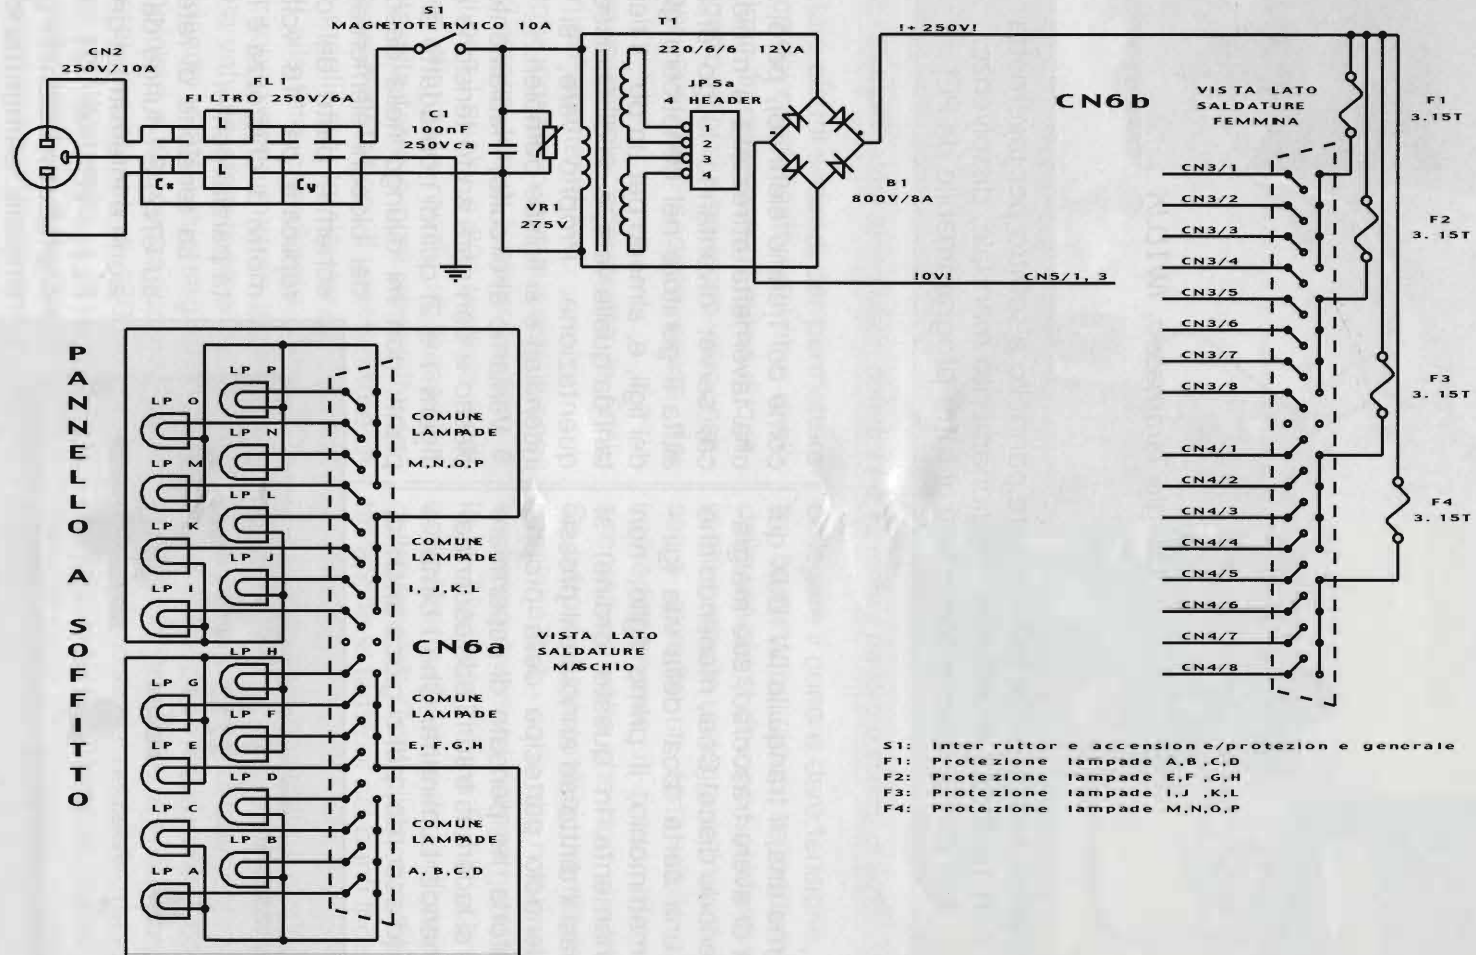 S1
MAGNETOTERMICO 10A
CN2
250V/10A
FL1
FILTRO 250V/6A
L
L
Cx
Cy
C1
100nF
250Vca
VR1
275V
T1
220/6/6 12VA
JP5a
4 HEADER
1
2
3
4
-
+
B1
800V/8A
!+250V!
!0V!
CN5/1, 3
CN6b
VISTA LATO
SALDATURE
FEMMINA
F1
3.15T
F2
3.15T
F3
3.15T
F4
3.15T
CN3/1
CN3/2
CN3/3
CN3/4
CN3/5
CN3/6
CN3/7
CN3/8
CN4/1
CN4/2
CN4/3
CN4/4
CN4/5
CN4/6
CN4/7
CN4/8
PANNELLO A SOFFITTO
LP P
LP O
LP N
LP M
LP L
LP K
LP J
LP I
LP H
LP G
LP F
LP E
LP D
LP C
LP B
LP A
COMUNE
LAMPADE
M,N,O,P
COMUNE
LAMPADE
I,J,K,L
CN6a
VISTA LATO
SALDATURE
MASCHIO
COMUNE
LAMPADE
E,F,G,H
COMUNE
LAMPADE
A,B,C,D
S1: Interruttore accensione/protezione generale
F1: Protezione lampade A,B,C,D
F2: Protezione lampade E,F,G,H
F3: Protezione lampade I,J,K,L
F4: Protezione lampade M,N,O,P